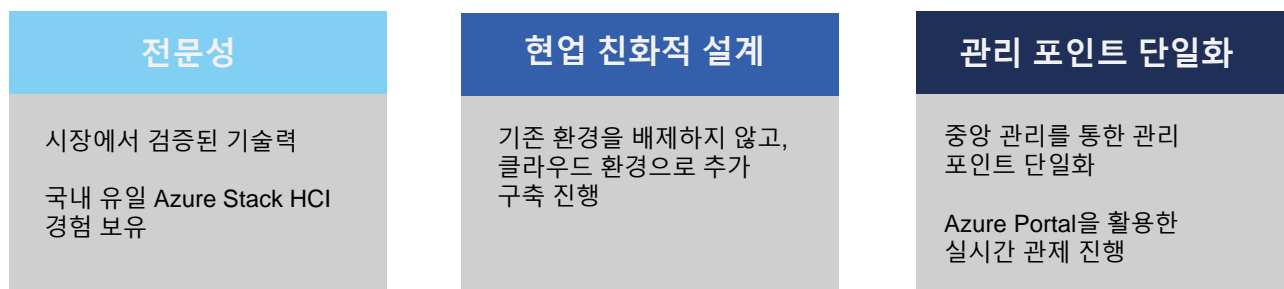 전문성
시장에서 검증된 기술력
국내 유일 Azure Stack HCI
경험 보유
현업 친화적 설계
기존 환경을 배제하지 않고,
클라우드 환경으로 추가
구축 진행
관리 포인트 단일화
중앙 관리를 통한 관리
포인트 단일화
Azure Portal을 활용한
실시간 관제 진행